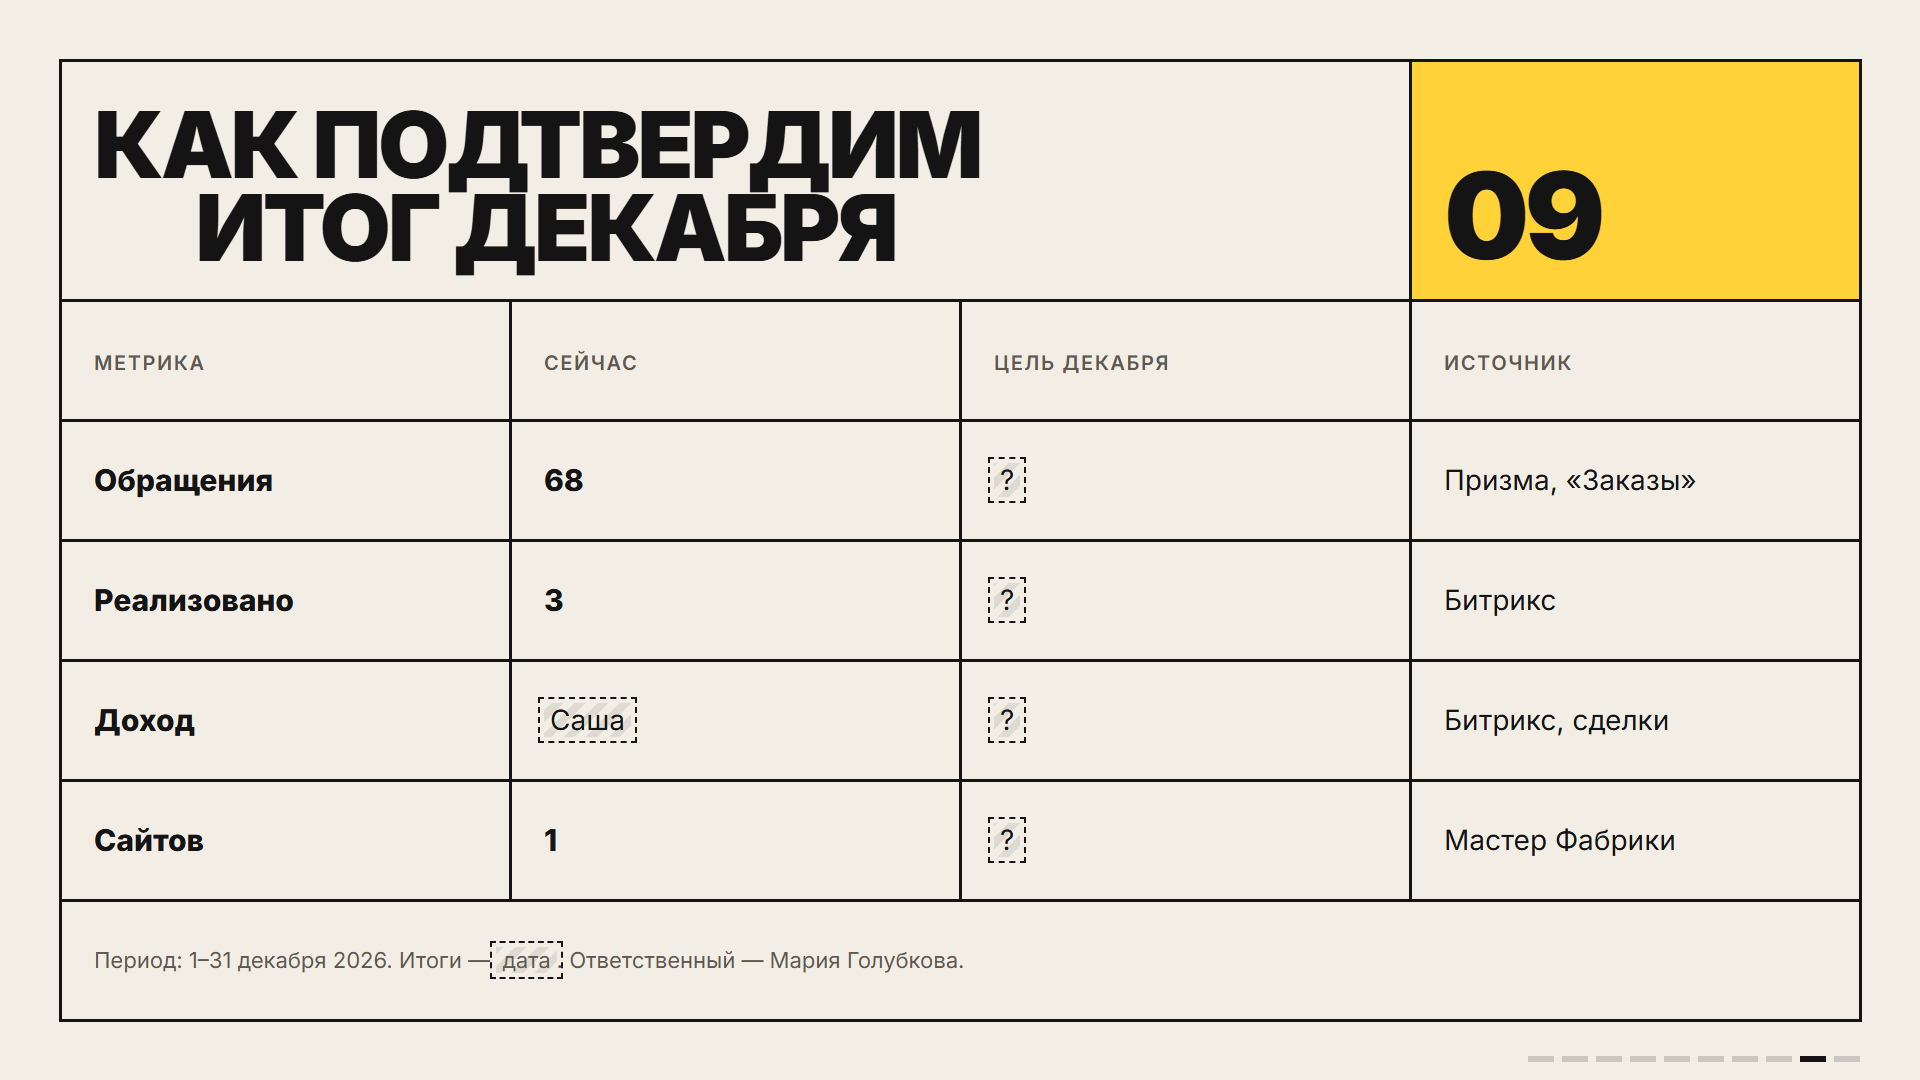 КАК ПОДТВЕРДИМ
ИТОГ ДЕКАБРЯ
09
МЕТРИКА СЕЙЧАС ЦЕЛЬ ДЕКАБРЯ ИСТОЧНИК
Обращения 68 ? Призма, «Заказы»
Реализовано 3 ? Битрикс
Доход Саша ? Битрикс, сделки
Сайтов 1 ? Мастер Фабрики
Период: 1–31 декабря 2026. Итоги — дата. Ответственный — Мария Голубкова.